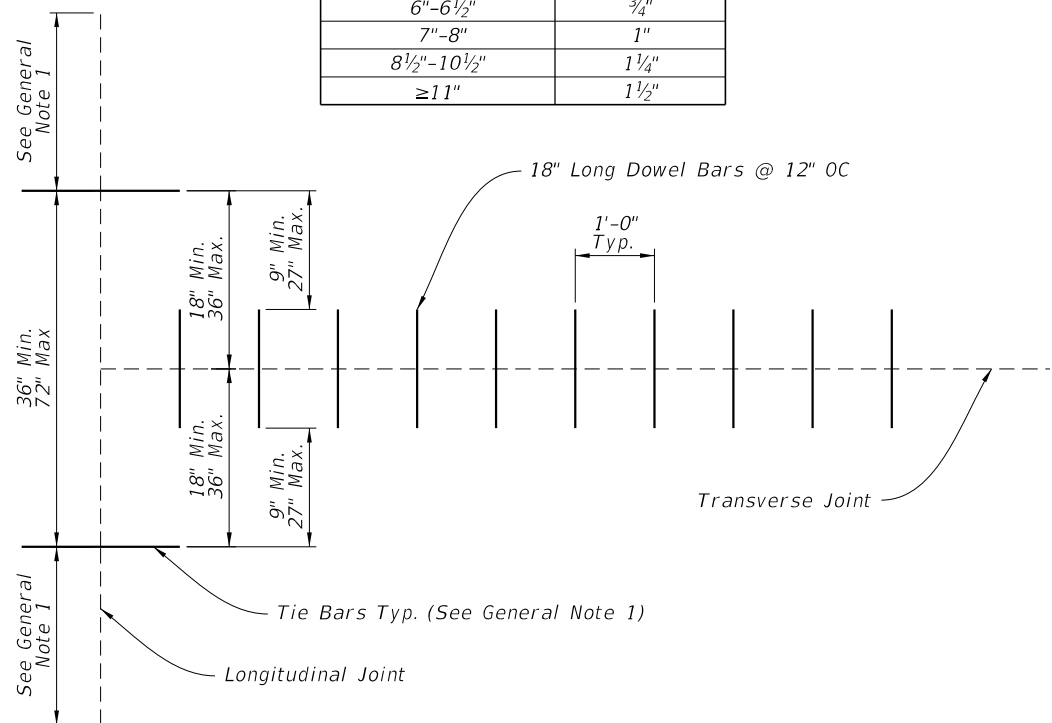 6"-6½" ¾"
7"-8" 1"
8½"-10½" 1¼"
≥11" 1½"
See General
Note 1
18" Long Dowel Bars @ 12" OC
1'-0"
Typ.
9" Min.
27" Max.
18" Min.
36" Max.
36" Min.
72" Max
18" Min.
36" Max.
9" Min.
27" Max.
Transverse Joint
Tie Bars Typ. (See General Note 1)
See General
Note 1
Longitudinal Joint